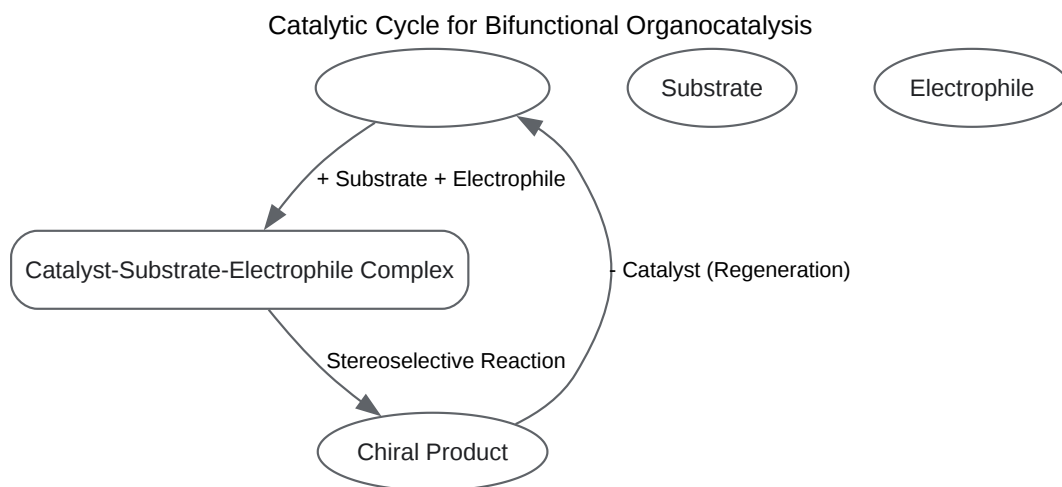 Catalytic Cycle for Bifunctional Organocatalysis
Substrate
Electrophile
+ Substrate + Electrophile
Catalyst-Substrate-Electrophile Complex
- Catalyst (Regeneration)
Stereoselective Reaction
Chiral Product